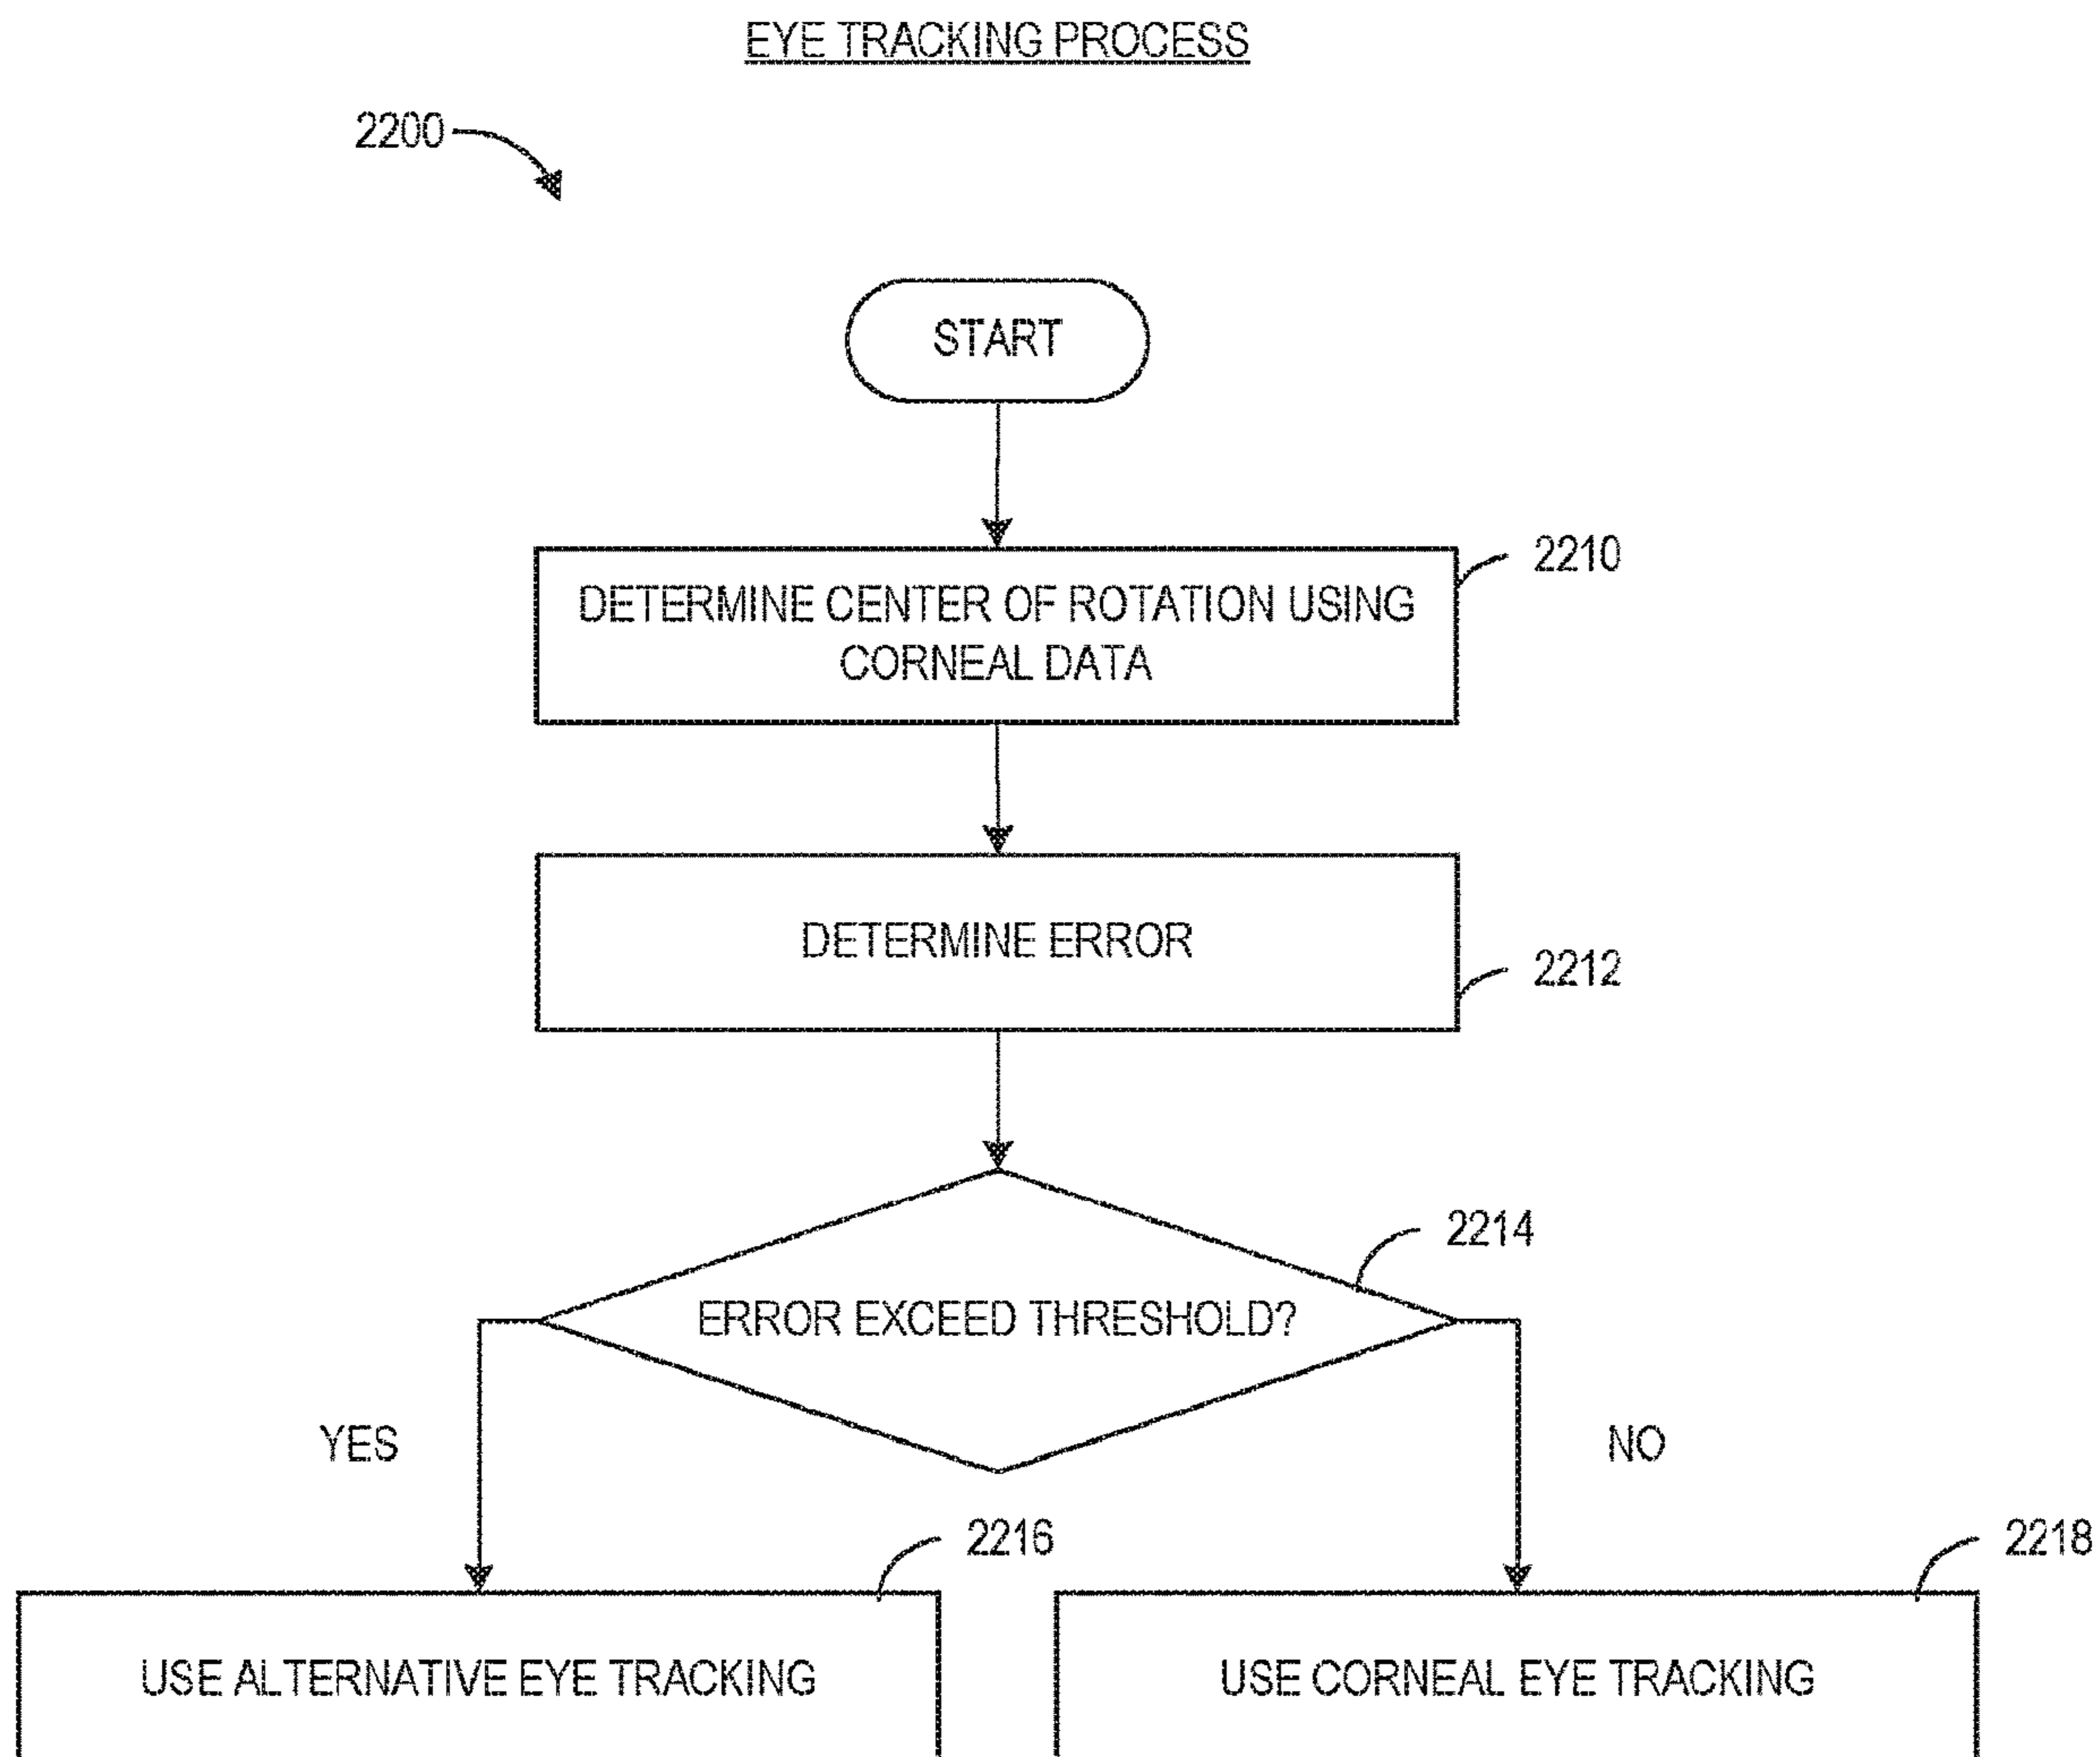 EYE TRACKING PROCESS
2200
START
2210
DETERMINE CENTER OF ROTATION USING
CORNEAL DATA
DETERMINE ERROR
2212
2214
ERROR EXCEED THRESHOLD?
YES
NO
2216
2218
USE ALTERNATIVE EYE TRACKING
USE CORNEAL EYE TRACKING